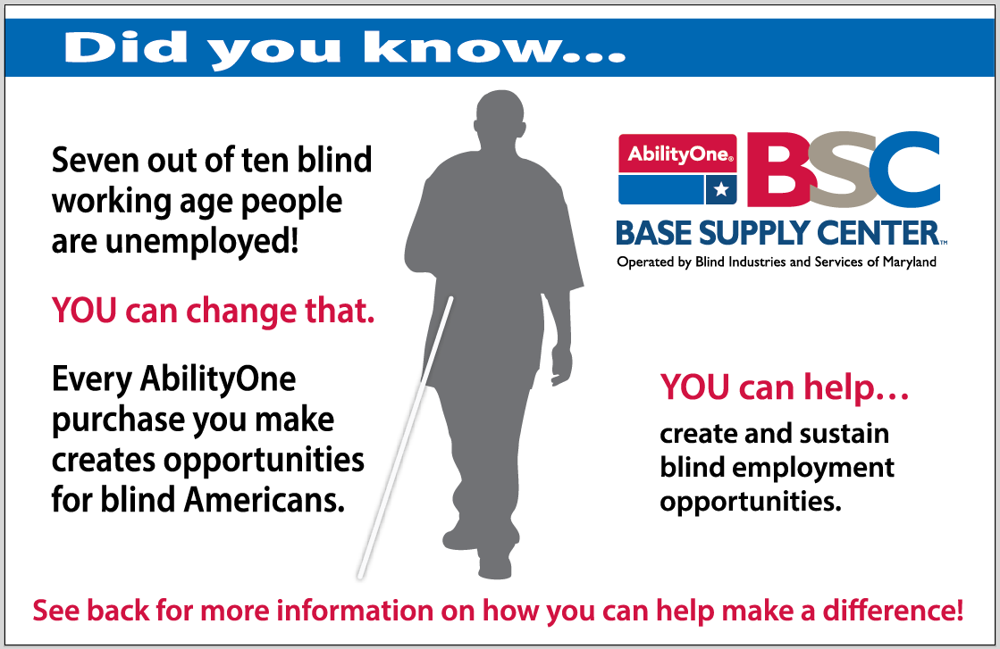 Did you know...
Seven out of ten blind
working age people
are unemployed!
YOU can change that.
Every AbilityOne
purchase you make
creates opportunities
for blind Americans.
AbilityOne®
BSC
BASE SUPPLY CENTER™
Operated by Blind Industries and Services of Maryland
YOU can help…
create and sustain
blind employment
opportunities.
See back for more information on how you can help make a difference!